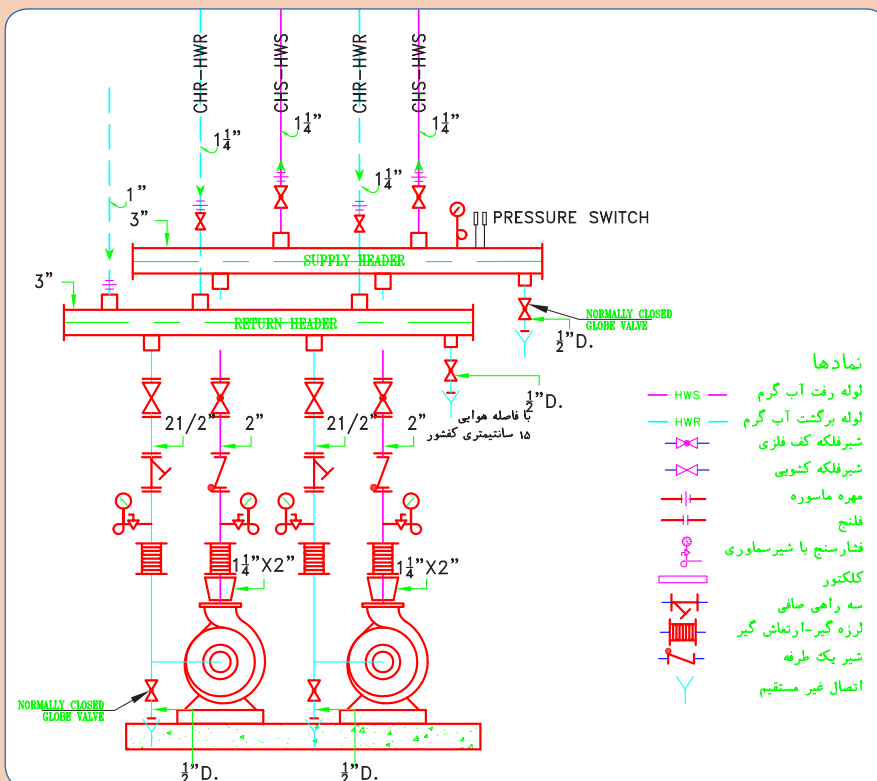 CHR-HWR
CHS-HWS
CHR-HWR
CHS-HWS
1 1/4"
1 1/4"
1 1/4"
1 1/4"
1"
3"
PRESSURE SWITCH
SUPPLY HEADER
3"
RETURN HEADER
NORMALLY CLOSED
GLOBE VALVE
1/2"D.
1/2"D.
با فاصله هوایی
۱۵ سانتیمتری کفشور
21/2"
2"
21/2"
2"
1 1/4"X2"
1 1/4"X2"
NORMALLY CLOSED
GLOBE VALVE
1/2"D.
1/2"D.
نمادها
لوله رفت آب گرم
HWS
لوله برگشت آب گرم
HWR
شیرفلکه کف فلزی
شیرفلکه کشویی
مهره ماسوره
فلنج
فشارسنج با شیرسماوری
کلکتور
سه راهی صافی
لرزه گیر-ارتعاش گیر
شیر یک طرفه
اتصال غیر مستقیم